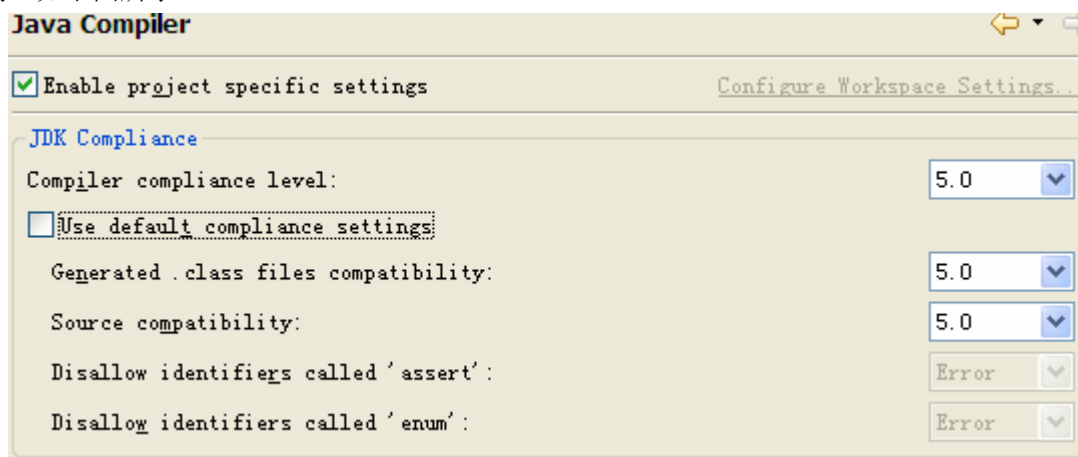 Java Compiler
Enable project specific settings Configure Workspace Settings..
JDK Compliance
Compiler compliance level: 5.0
Use default compliance settings
Generated .class files compatibility: 5.0
Source compatibility: 5.0
Disallow identifiers called 'assert': Error
Disallow identifiers called 'enum': Error